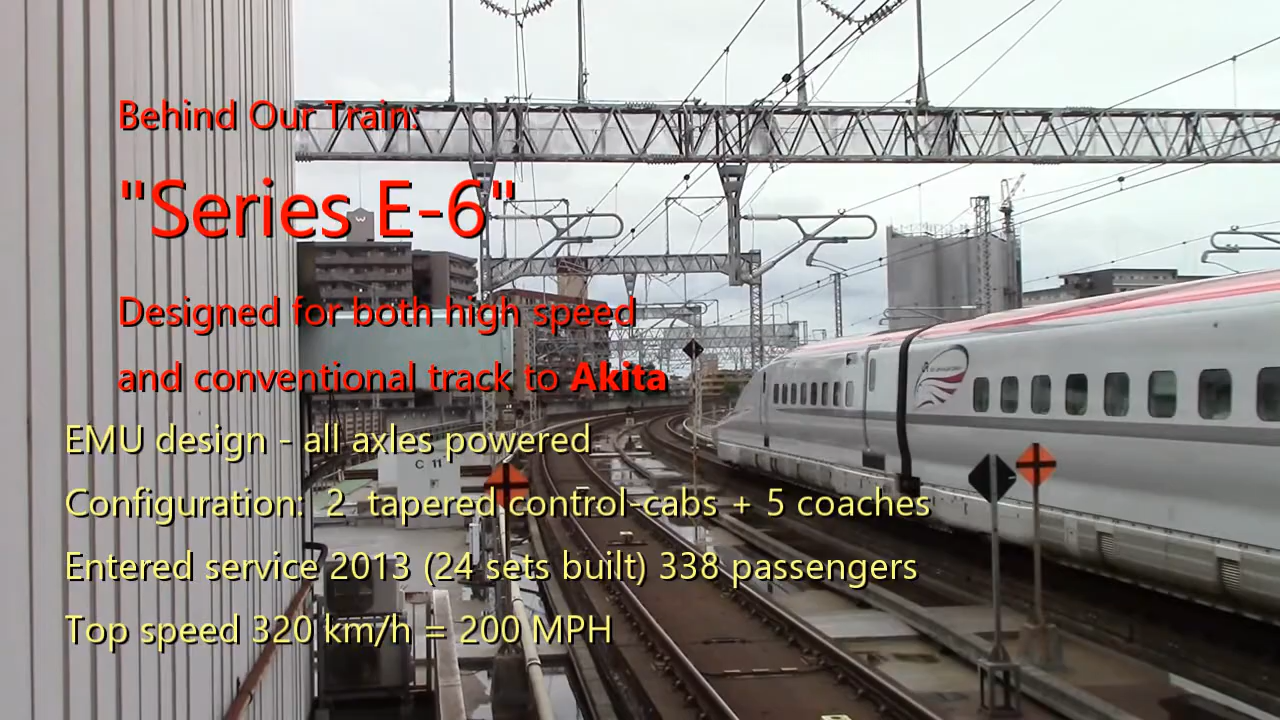 Behind Our Train:
"Series E-6"
Designed for both high speed
and conventional track to Akita
EMU design - all axles powered
C 11
Configuration:  2  tapered control-cabs + 5 coaches
Entered service 2013 (24 sets built) 338 passengers
Top speed 320 km/h = 200 MPH